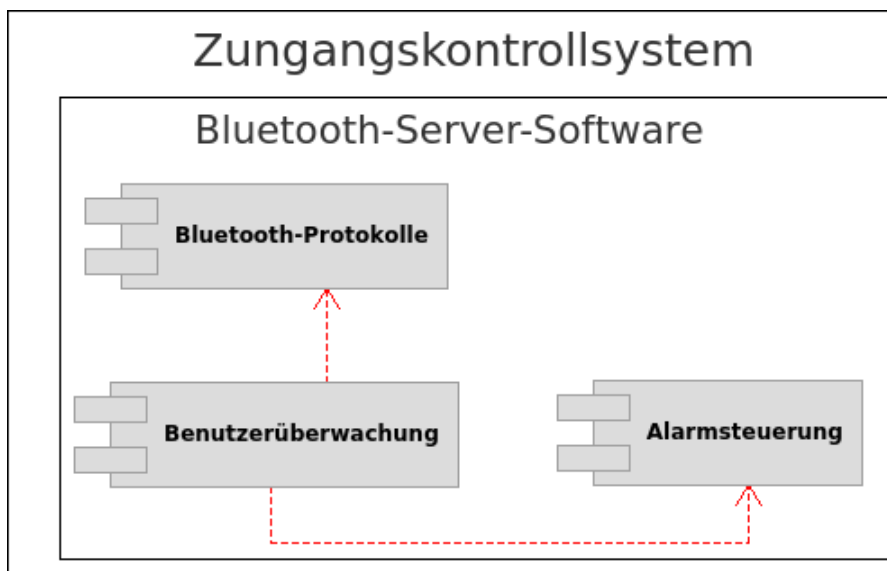 Zungangskontrollsystem
Bluetooth-Server-Software
Bluetooth-Protokolle
Benutzerüberwachung
Alarmsteuerung